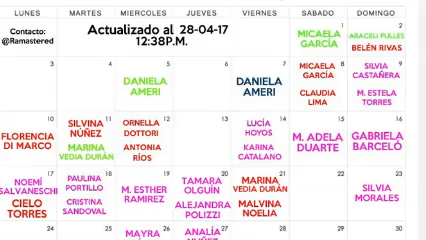 LUNES MARTES MIERCOLES JUEVES VIERNES SABADO DOMINGO
Contacto:
@Ramastered
Actualizado al 28-04-17
12:38P.M.
1
MICAELA
GARCÍA
2
ARACELI FULLES
BELÉN RIVAS
3
4
5
DANIELA
AMERI
6
7
DANIELA
AMERI
8
MICAELA
GARCÍA
CLAUDIA
LIMA
9
SILVIA
CASTAÑERA
M. ESTELA
TORRES
10
FLORENCIA
DI MARCO
11
SILVINA
NÚÑEZ
MARINA
VEDIA DURÁN
12
ORNELLA
DOTTORI
ANTONIA
RÍOS
13
14
LUCÍA
HOYOS
KARINA
CATALANO
15
M. ADELA
DUARTE
16
GABRIELA
BARCELÓ
17
NOEMÍ
SALVANESCHI
CIELO
TORRES
18
PAULINA
PORTILLO
CRISTINA
SANDOVAL
19
M. ESTHER
RAMIREZ
20
TAMARA
OLGUÍN
ALEJANDRA
POLIZZI
21
MARINA
VEDIA DURÁN
MALVINA
NOELIA
22
23
SILVIA
MORALES
24
25
26
MAYRA
27
ANALÍA
28
29
30